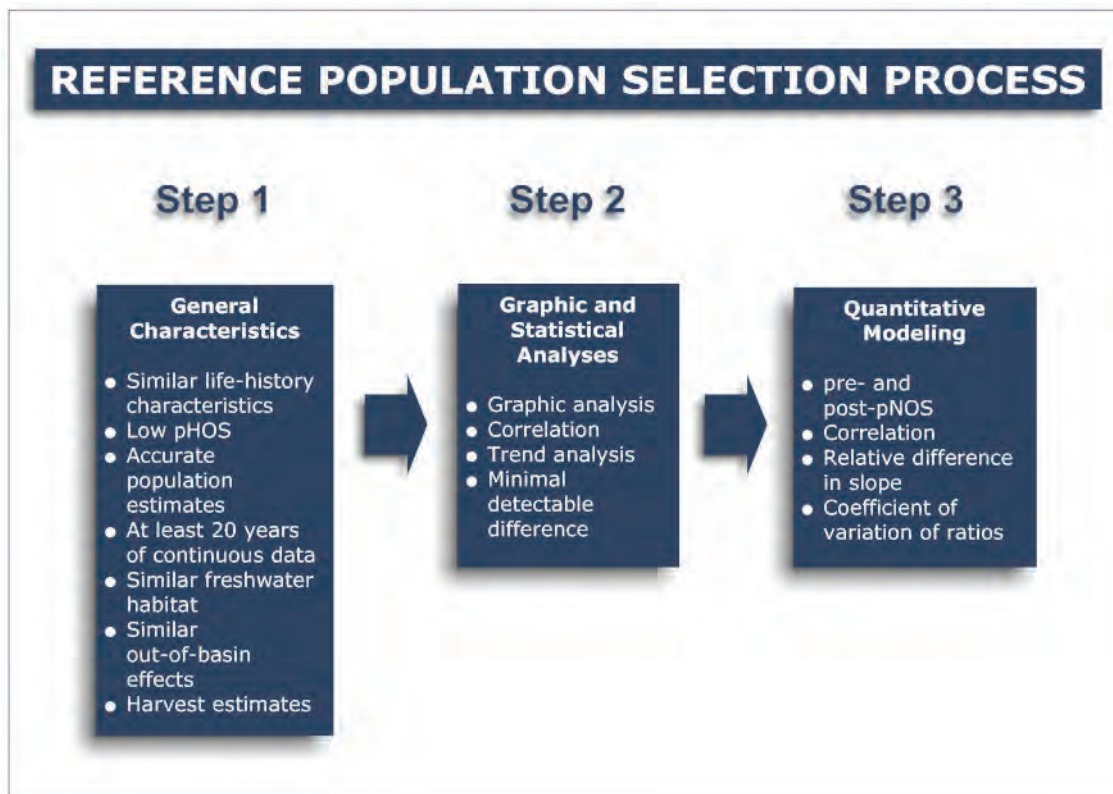 REFERENCE POPULATION SELECTION PROCESS
Step 1
General
Characteristics
● Similar life-history
characteristics
● Low pHOS
● Accurate
population
estimates
● At least 20 years
of continuous data
● Similar freshwater
habitat
● Similar
out-of-basin
effects
● Harvest estimates
Step 2
Graphic and
Statistical
Analyses
● Graphic analysis
● Correlation
● Trend analysis
● Minimal
detectable
difference
Step 3
Quantitative
Modeling
● pre- and
post-pNOS
● Correlation
● Relative difference
in slope
● Coefficient of
variation of ratios